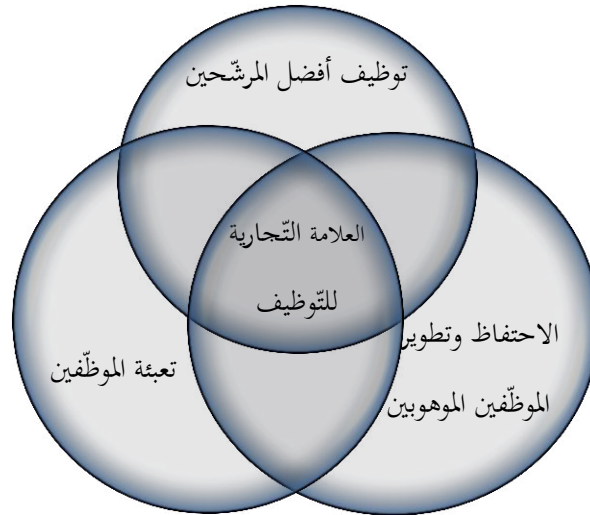 توظيف أفضل المرشّحين
العلامة التّجارية
للتّوظيف
الاحتفاظ وتطوير
الموظّفين الموهوبين
تعبئة الموظّفين